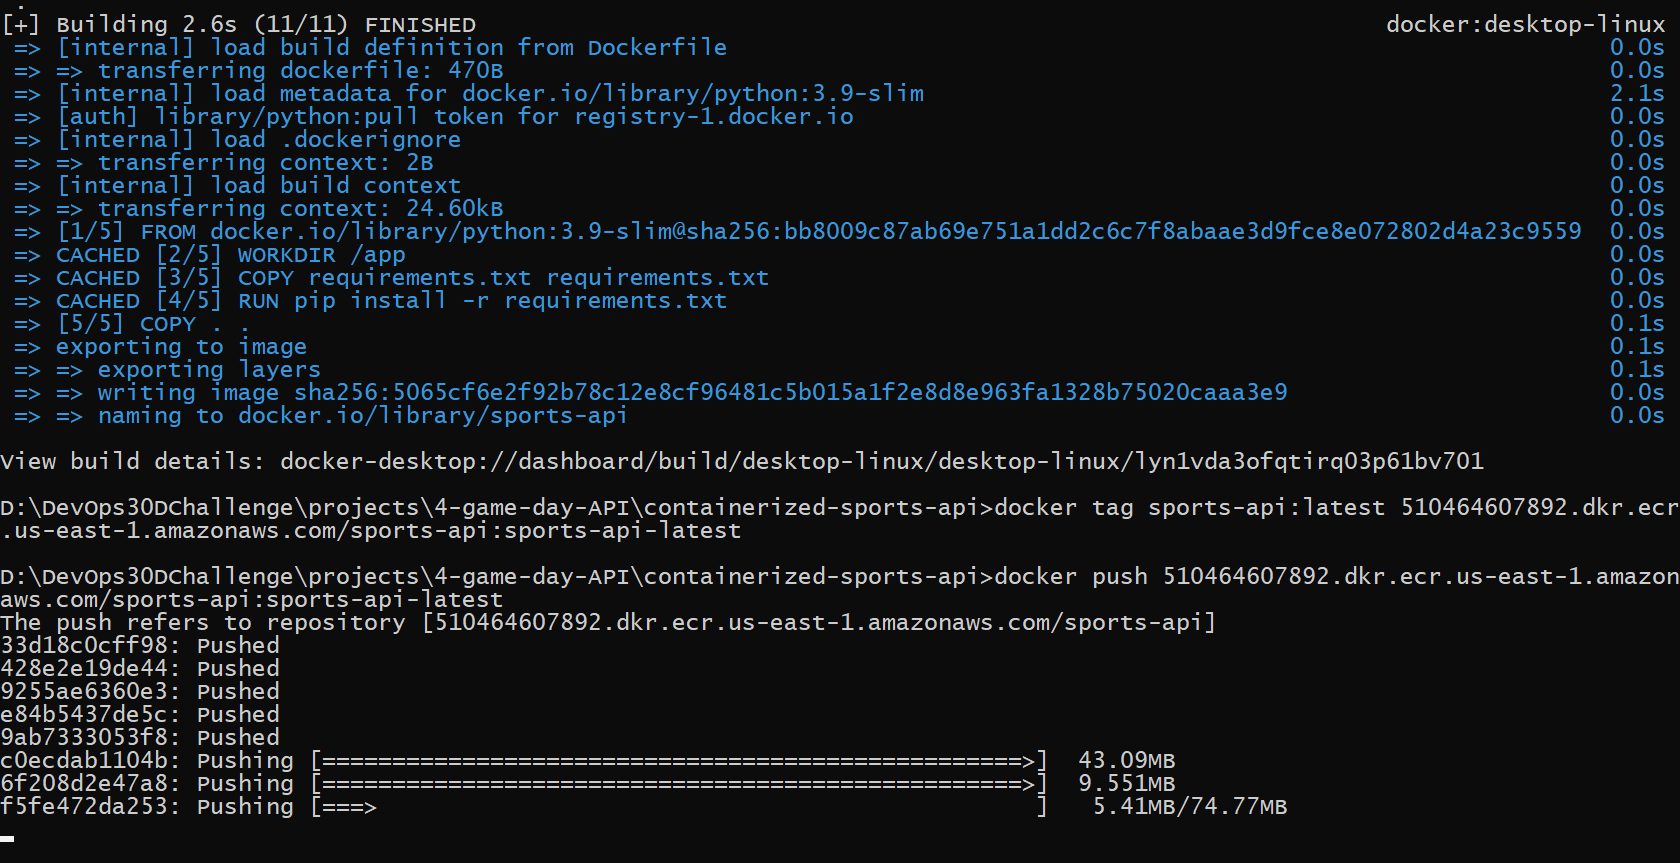 .
[+] Building 2.6s (11/11) FINISHED docker:desktop-linux
=> [internal] load build definition from Dockerfile 0.0s
=> => transferring dockerfile: 470B 0.0s
=> [internal] load metadata for docker.io/library/python:3.9-slim 2.1s
=> [auth] library/python:pull token for registry-1.docker.io 0.0s
=> [internal] load .dockerignore 0.0s
=> => transferring context: 2B 0.0s
=> [internal] load build context 0.0s
=> => transferring context: 24.60kB 0.0s
=> [1/5] FROM docker.io/library/python:3.9-slim@sha256:bb8009c87ab69e751a1dd2c6c7f8abaae3d9fce8e072802d4a23c9559 0.0s
=> CACHED [2/5] WORKDIR /app 0.0s
=> CACHED [3/5] COPY requirements.txt requirements.txt 0.0s
=> CACHED [4/5] RUN pip install -r requirements.txt 0.0s
=> [5/5] COPY . . 0.1s
=> exporting to image 0.1s
=> => exporting layers 0.1s
=> => writing image sha256:5065cf6e2f92b78c12e8cf96481c5b015a1f2e8d8e963fa1328b75020caaa3e9 0.0s
=> => naming to docker.io/library/sports-api 0.0s
View build details: docker-desktop://dashboard/build/desktop-linux/desktop-linux/lyn1vda3ofqtirq03p61bv701
D:\DevOps30DChallenge\projects\4-game-day-API\containerized-sports-api>docker tag sports-api:latest 510464607892.dkr.ecr
.us-east-1.amazonaws.com/sports-api:sports-api-latest
D:\DevOps30DChallenge\projects\4-game-day-API\containerized-sports-api>docker push 510464607892.dkr.ecr.us-east-1.amazon
aws.com/sports-api:sports-api-latest
The push refers to repository [510464607892.dkr.ecr.us-east-1.amazonaws.com/sports-api]
33d18c0cff98: Pushed
428e2e19de44: Pushed
9255ae6360e3: Pushed
e84b5437de5c: Pushed
9ab7333053f8: Pushed
c0ecdab1104b: Pushing [==================================================>] 43.09MB
6f208d2e47a8: Pushing [==================================================>] 9.551MB
f5fe472da253: Pushing [===> ] 5.41MB/74.77MB